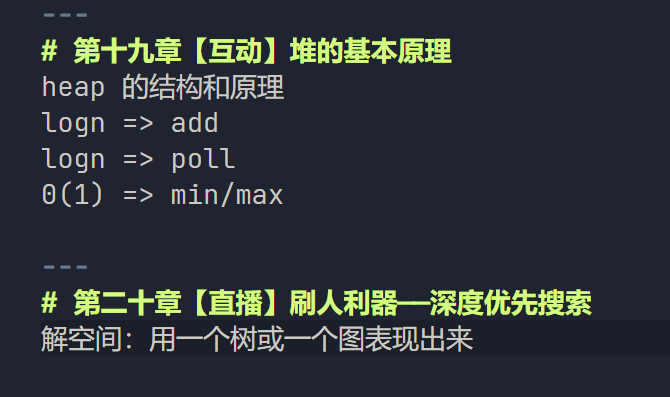 ---
# 第十九章【互动】堆的基本原理
heap 的结构和原理
logn => add
logn => poll
0(1) => min/max
---
# 第二十章【直播】刷人利器——深度优先搜索
解空间：用一个树或一个图表现出来